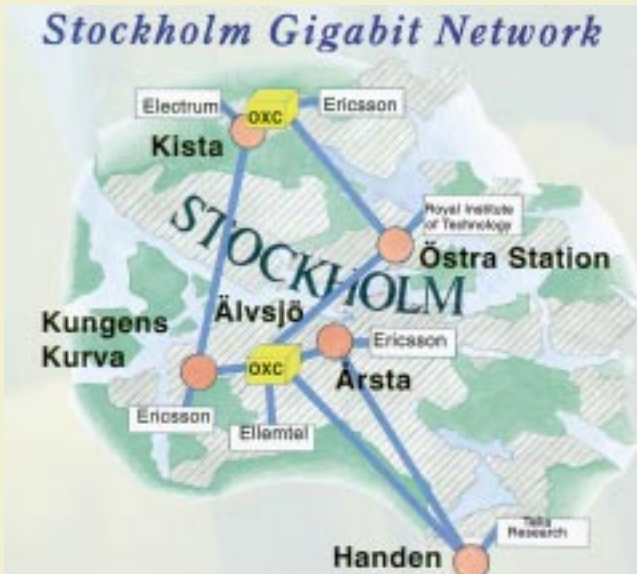 Stockholm Gigabit Network
Electrum
OXC
Ericsson
Kista
Royal Institute
of Technology
STOCKHOLM
Östra Station
Kungens
Kurva
Älvsjö
Ericsson
OXC
Årsta
Ericsson
Ellemtel
Telia
Research
Handen